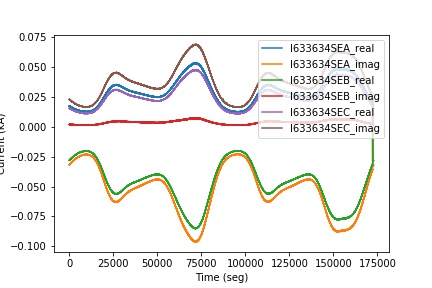 0.075
0.050
0.025
0.000
−0.025
−0.050
−0.075
−0.100
Current (kA)
I633634SEA_real
I633634SEA_imag
I633634SEB_real
I633634SEB_imag
I633634SEC_real
I633634SEC_imag
0 25000 50000 75000 100000 125000 150000 175000
Time (seg)